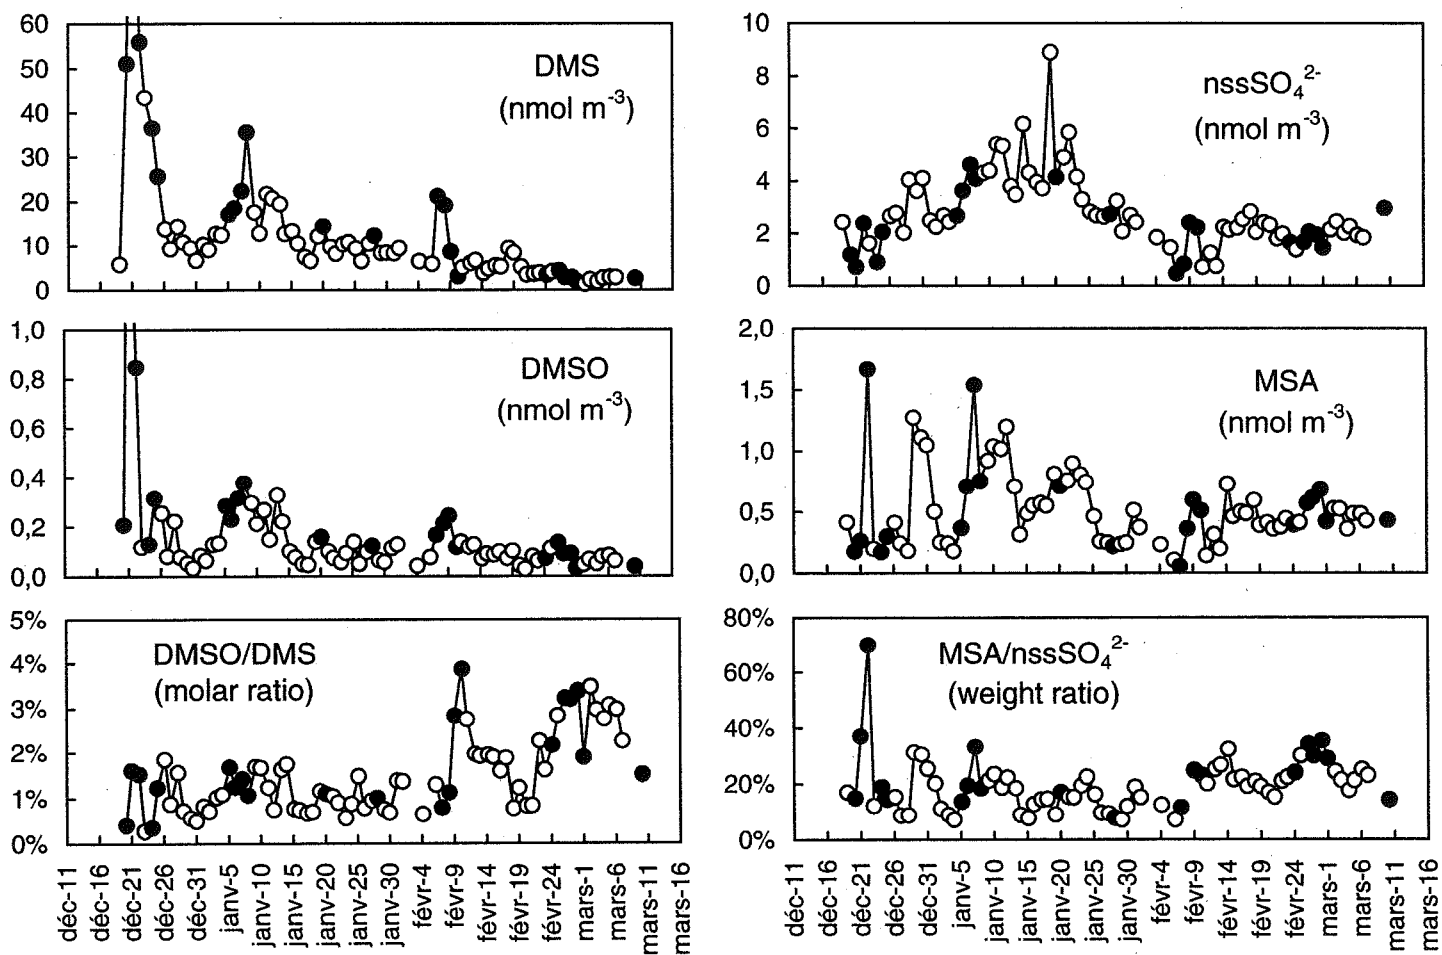 60
50
40
30
20
10
0
DMS
(nmol m⁻³)
10
8
6
4
2
0
nssSO₄²⁻
(nmol m⁻³)
1,0
0,8
0,6
0,4
0,2
0,0
DMSO
(nmol m⁻³)
2,0
1,5
1,0
0,5
0,0
MSA
(nmol m⁻³)
5%
4%
3%
2%
1%
0%
DMSO/DMS
(molar ratio)
80%
60%
40%
20%
0%
MSA/nssSO₄²⁻
(weight ratio)
déc-11
déc-16
déc-21
déc-26
déc-31
janv-5
janv-10
janv-15
janv-20
janv-25
janv-30
févr-4
févr-9
févr-14
févr-19
févr-24
mars-1
mars-6
mars-11
mars-16
déc-11
déc-16
déc-21
déc-26
déc-31
janv-5
janv-10
janv-15
janv-20
janv-25
janv-30
févr-4
févr-9
févr-14
févr-19
févr-24
mars-1
mars-6
mars-11
mars-16